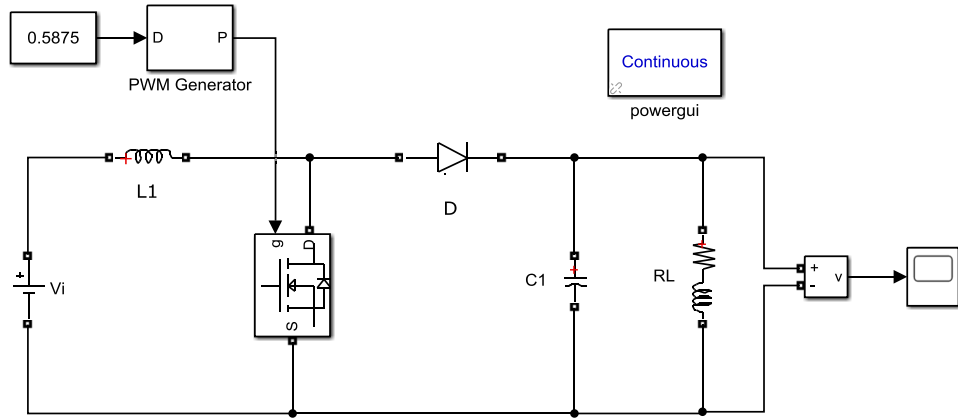 0.5875
D
P
PWM Generator
Continuous
powergui
L1
D
g
D
S
Vi
C1
RL
+
-
v